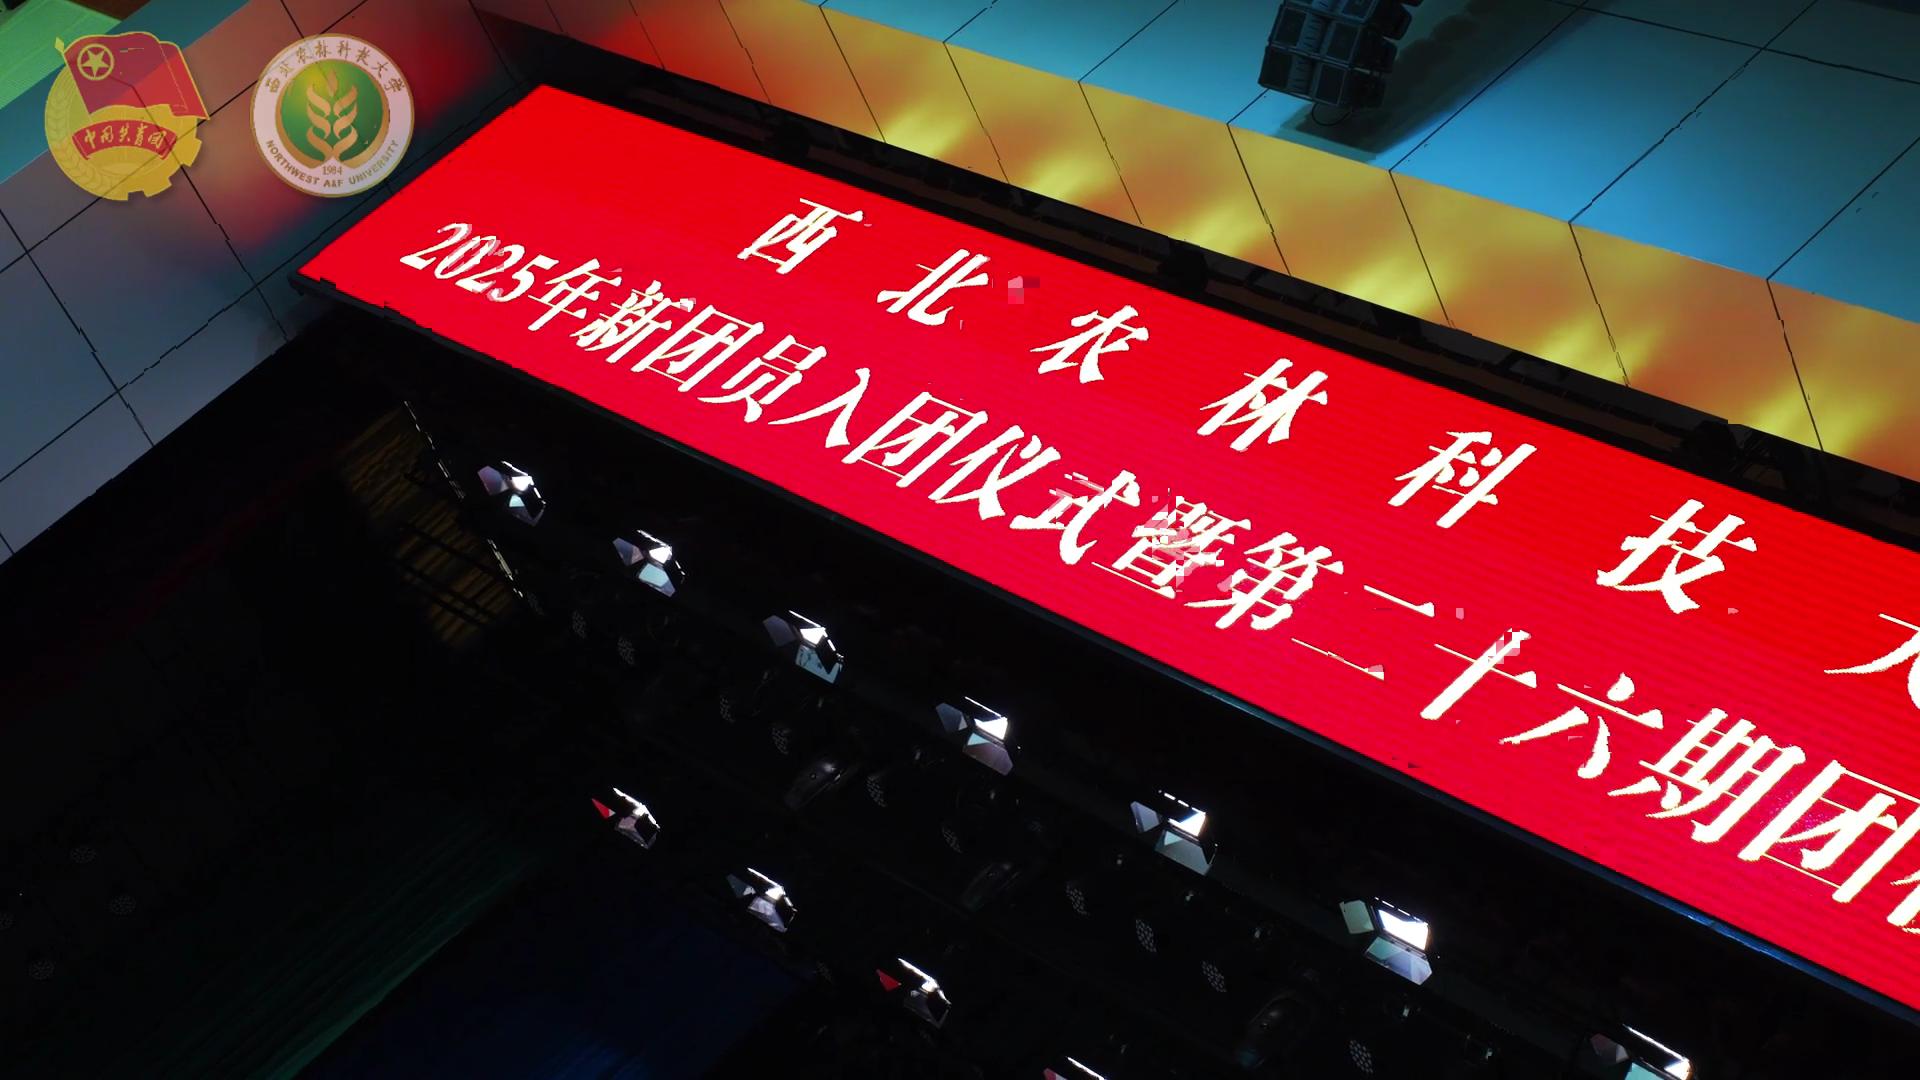 中国共青团
西北农林科技大学
NORTHWEST A&F UNIVERSITY
1984
西北农林科技
2025年新团员入团仪式暨第二十六期团